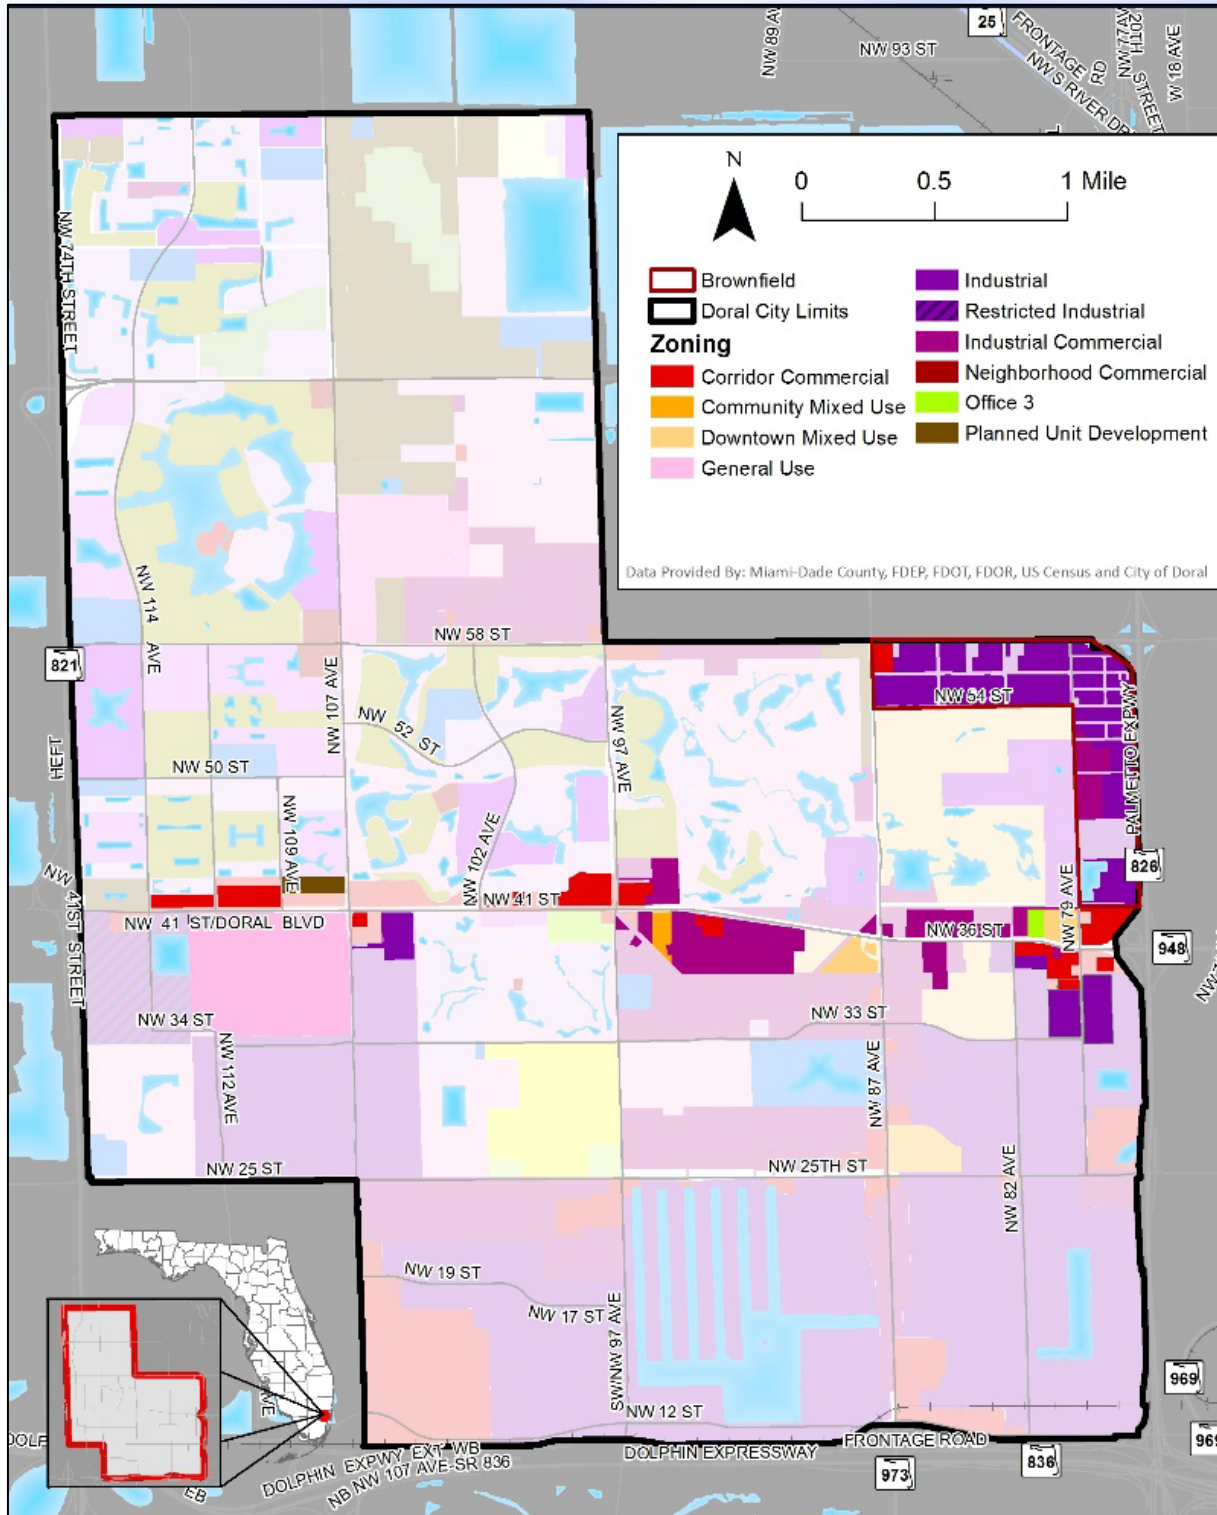 25
NW 89 AV
NW 93 ST
FRONTAGE RD
NW S RIVER DR
NW 77AV
20TH STREET
W 18 AVE
N
0 0.5 1 Mile
Brownfield
Doral City Limits
Zoning
Corridor Commercial
Community Mixed Use
Downtown Mixed Use
General Use
Industrial
Restricted Industrial
Industrial Commercial
Neighborhood Commercial
Office 3
Planned Unit Development
Data Provided By: Miami-Dade County, FDEP, FDOT, FDOR, US Census and City of Doral
NW 74TH STREET
NW 114 AVE
NW 58 ST
821
NW 107 AVE
NW 52 ST
NW 97 AVE
NW 54 ST
PALMETTO EXPWY
HEFT
NW 50 ST
NW 109 AVE
NW 102 AVE
826
NW 79 AVE
NW 41ST STREET
NW 41 ST
NW 41 ST/DORAL BLVD
NW 36 ST
948
NW 34 ST
NW 33 ST
NW 112 AVE
NW 87 AVE
NW 25 ST
NW 25TH ST
NW 82 AVE
NW 19 ST
NW 17 ST
SW/NW 97 AVE
969
AVE
NW 12 ST
DOLF
DOLPHIN EXPWY EXT WB
DOLPHIN EXPRESSWAY
FRONTAGE ROAD
969
NB NW 107 AVE-SR 836
EB
973
836